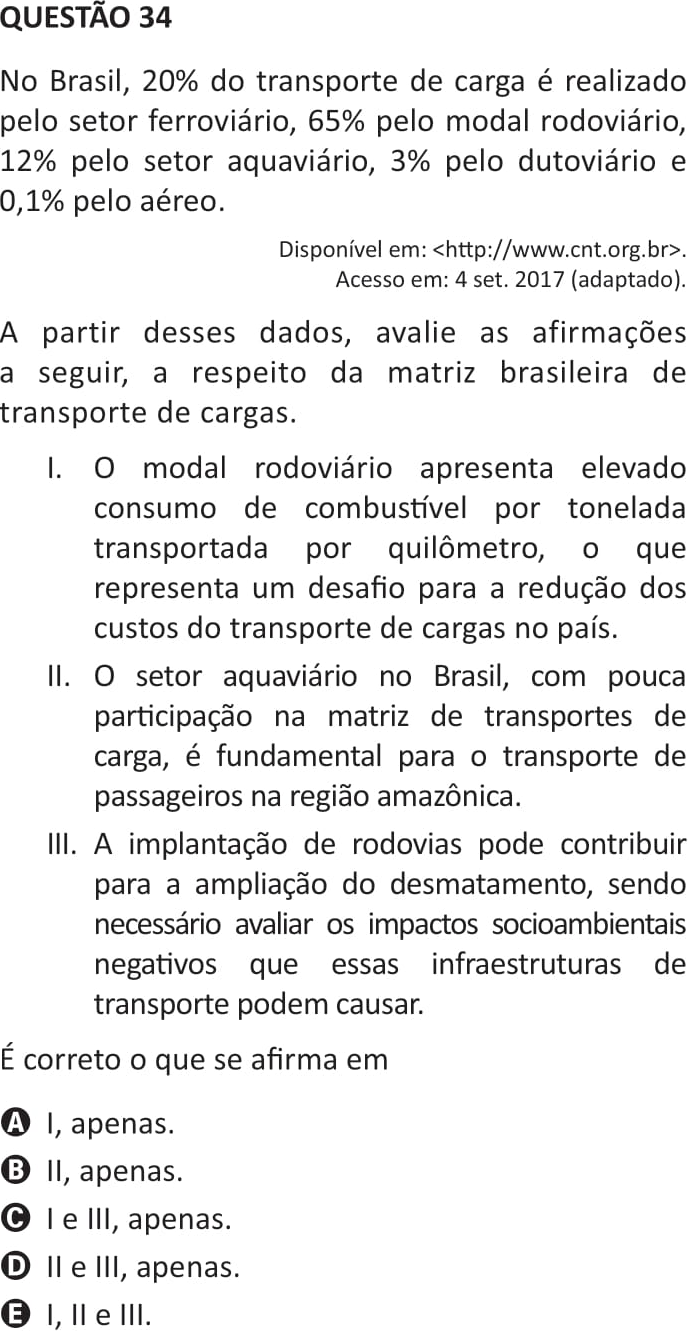 QUESTÃO 34
No Brasil, 20% do transporte de carga é realizado
pelo setor ferroviário, 65% pelo modal rodoviário,
12% pelo setor aquaviário, 3% pelo dutoviário e
0,1% pelo aéreo.
Disponível em: <http://www.cnt.org.br>.
Acesso em: 4 set. 2017 (adaptado).
A partir desses dados, avalie as afirmações
a seguir, a respeito da matriz brasileira de
transporte de cargas.
I. O modal rodoviário apresenta elevado
consumo de combustível por tonelada
transportada por quilômetro, o que
representa um desafio para a redução dos
custos do transporte de cargas no país.
II. O setor aquaviário no Brasil, com pouca
participação na matriz de transportes de
carga, é fundamental para o transporte de
passageiros na região amazônica.
III. A implantação de rodovias pode contribuir
para a ampliação do desmatamento, sendo
necessário avaliar os impactos socioambientais
negativos que essas infraestruturas de
transporte podem causar.
É correto o que se afirma em
A I, apenas.
B II, apenas.
C I e III, apenas.
D II e III, apenas.
E I, II e III.